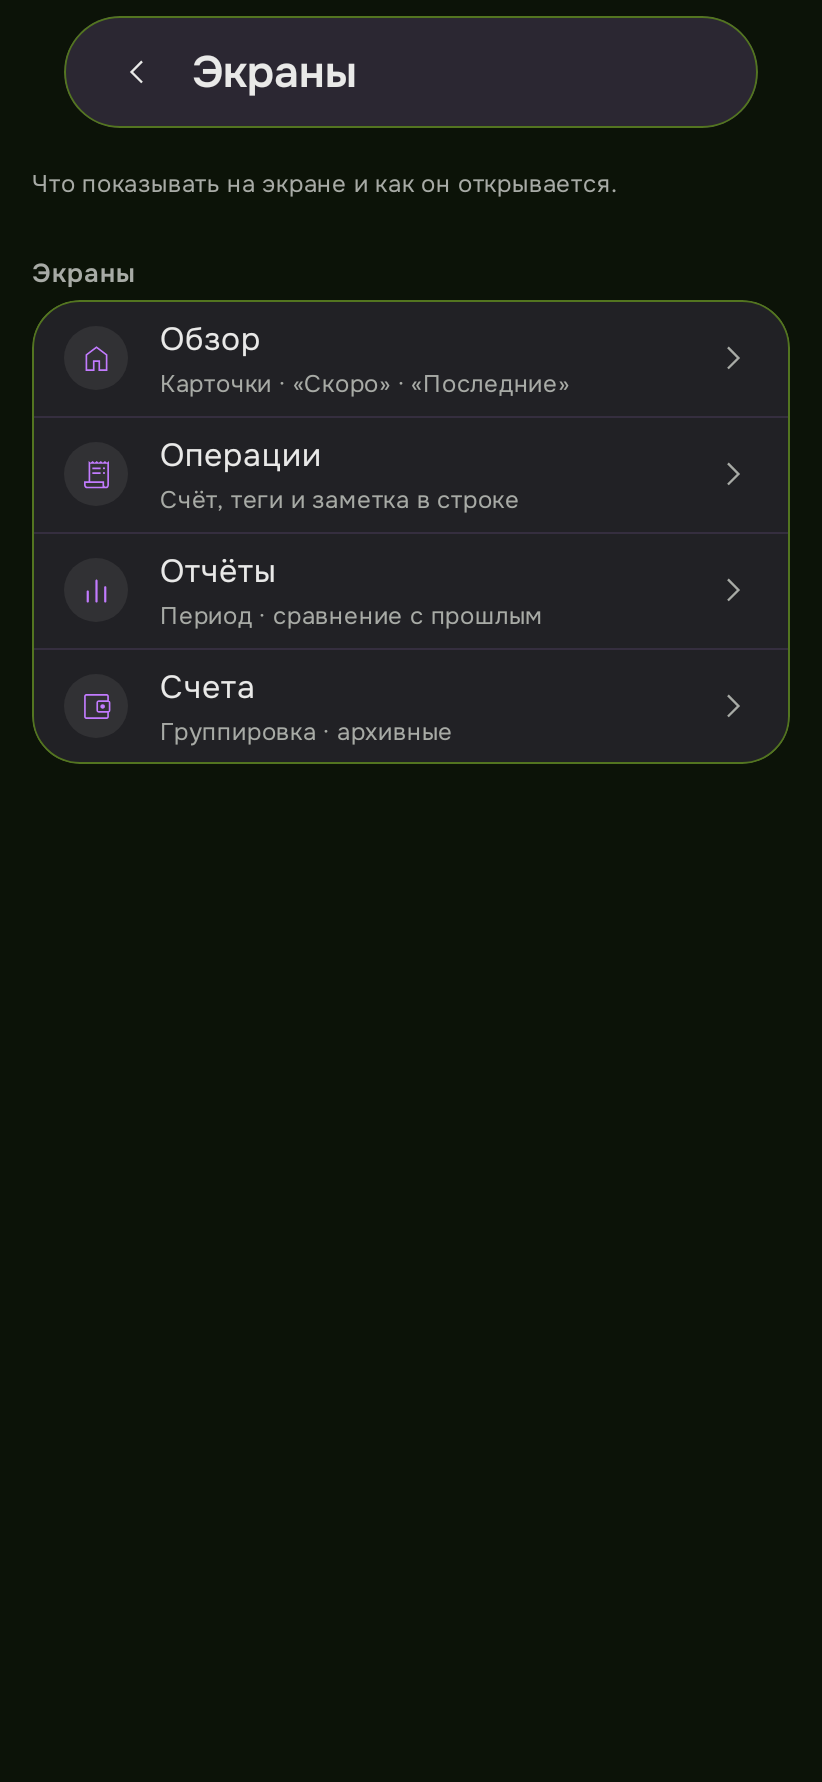 Экраны
Что показывать на экране и как он открывается.
Экраны
Обзор
Карточки · «Скоро» · «Последние»
Операции
Счёт, теги и заметка в строке
Отчёты
Период · сравнение с прошлым
Счета
Группировка · архивные